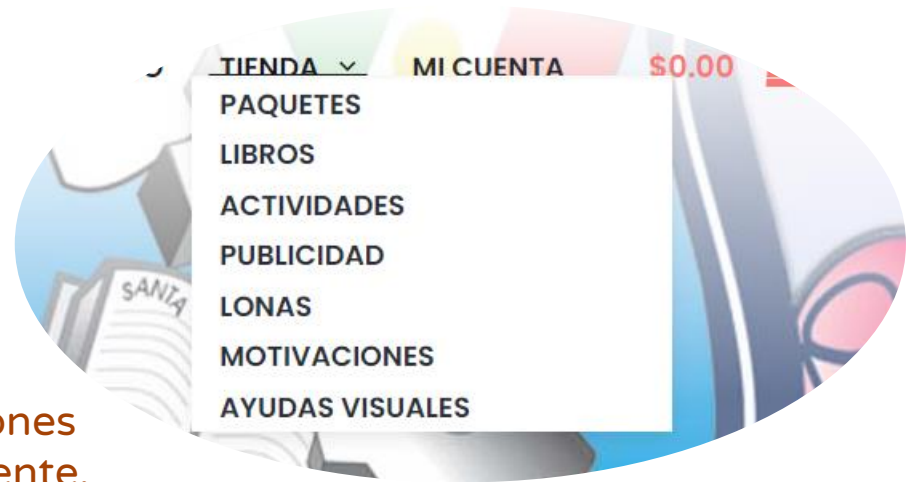 TIENDA MI CUENTA $0.00
PAQUETES
LIBROS
ACTIVIDADES
PUBLICIDAD
SANTA
LONAS
MOTIVACIONES
AYUDAS VISUALES
ones
ente.